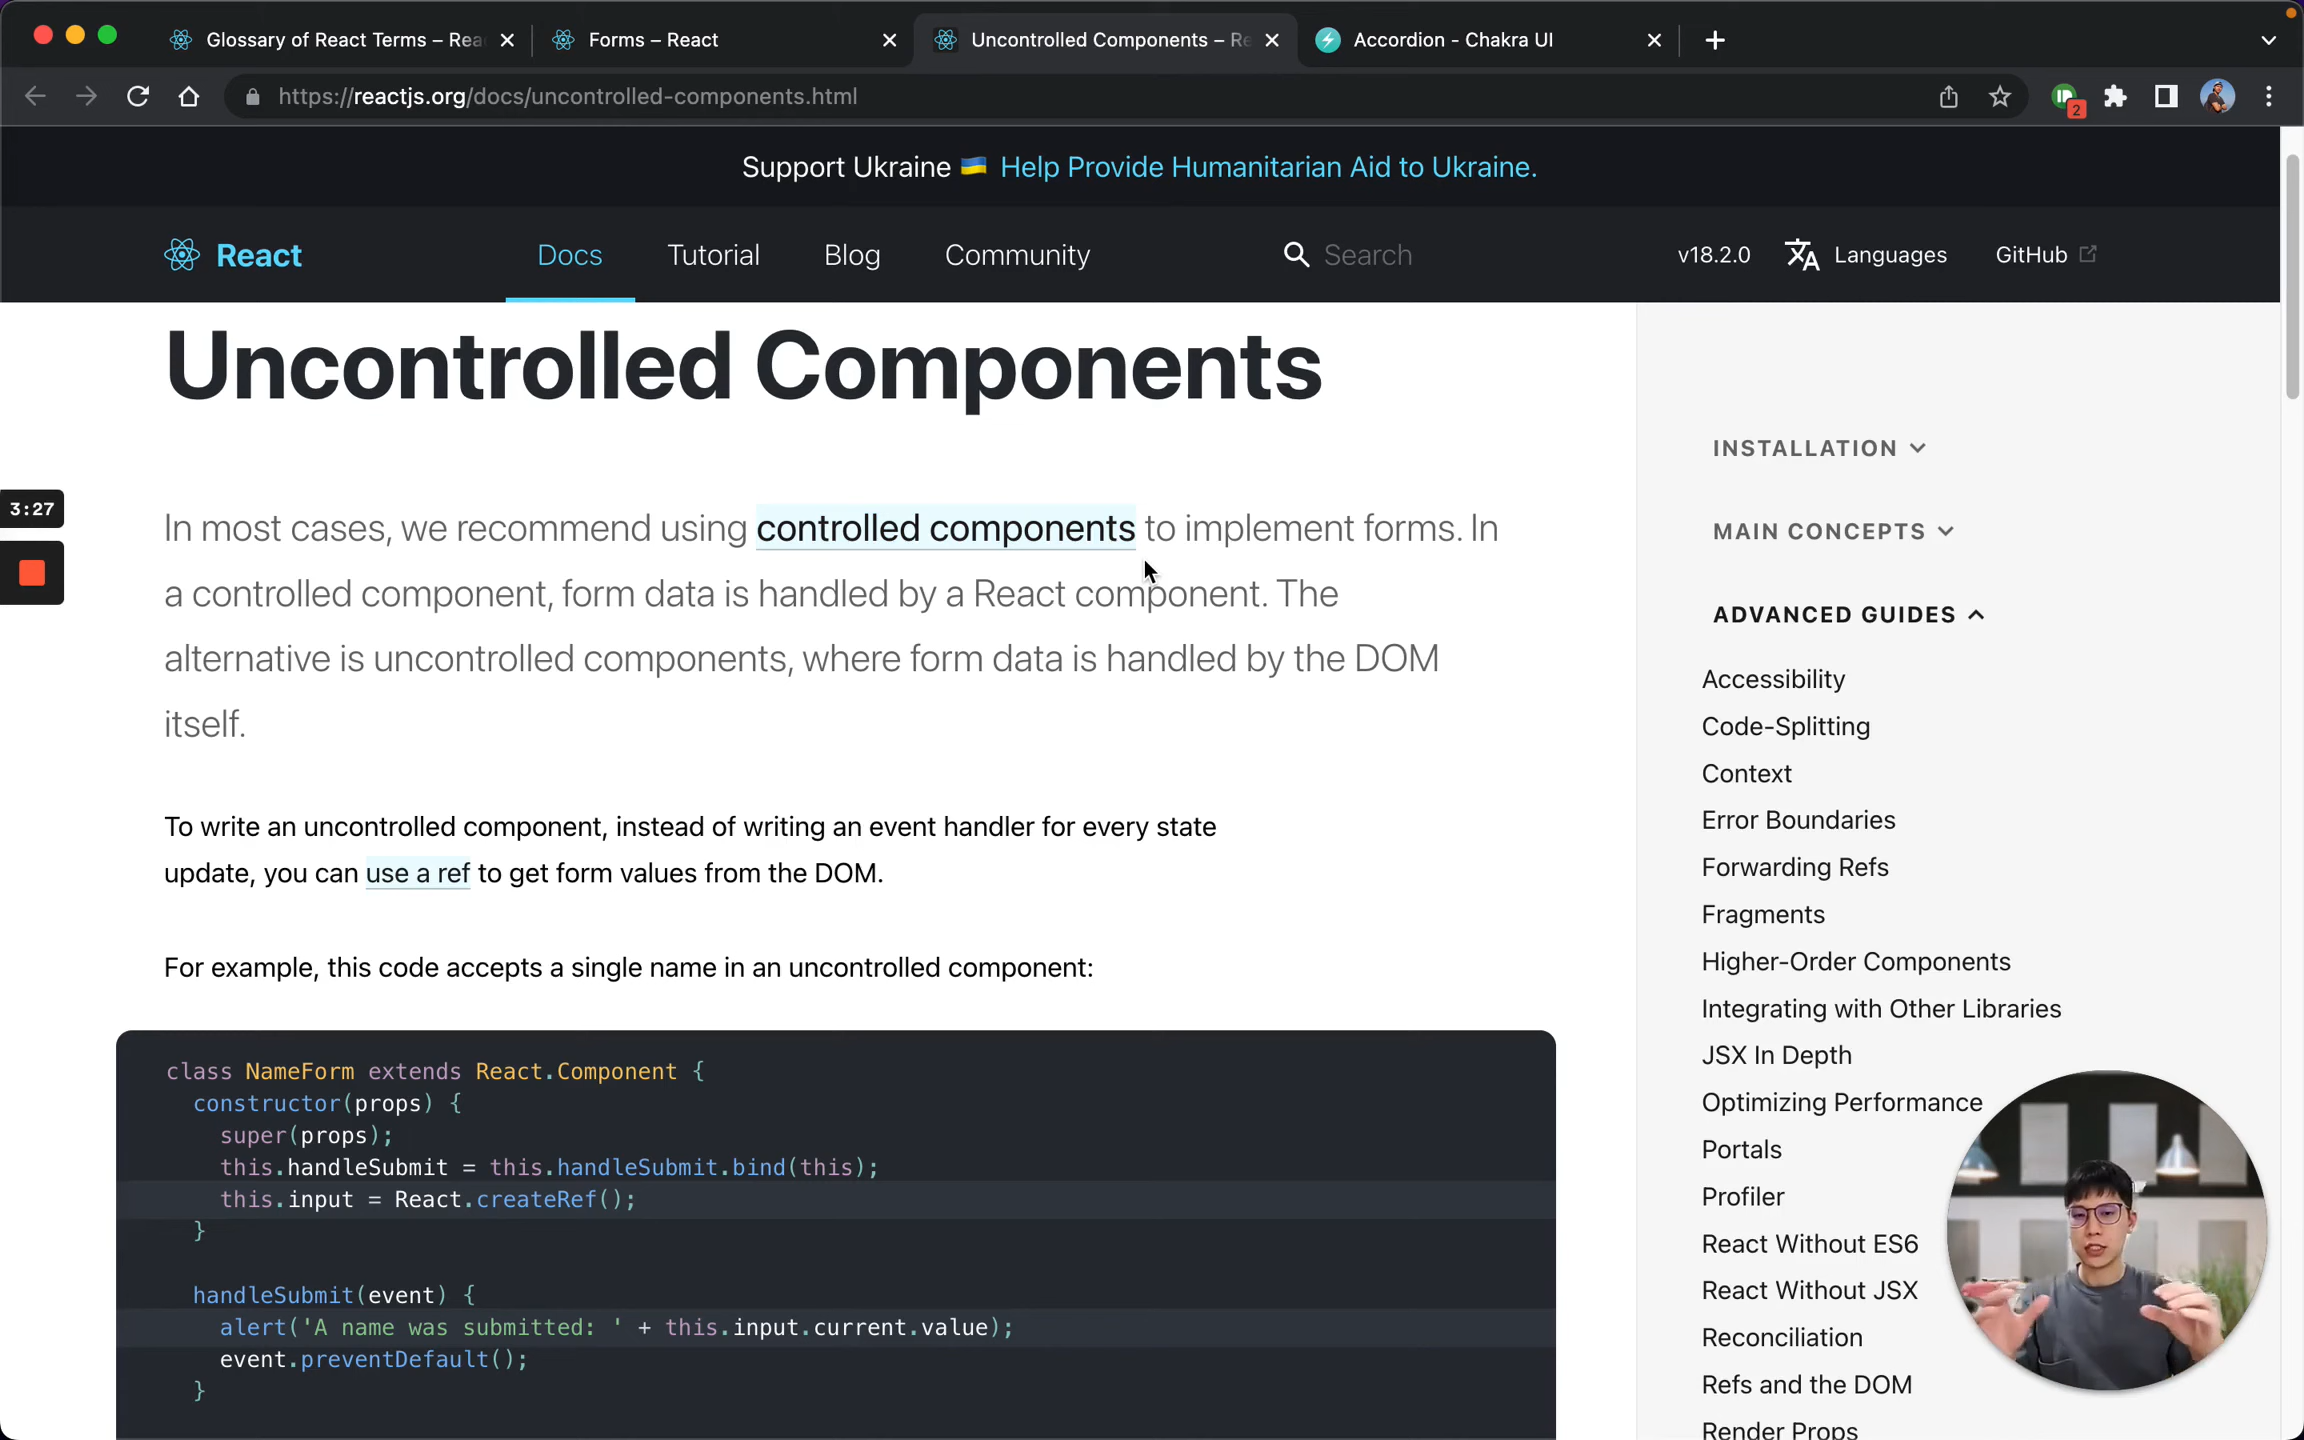 Glossary of React Terms – Rea
Forms – React
Uncontrolled Components – Re
Accordion - Chakra UI
https://reactjs.org/docs/uncontrolled-components.html
2
Support Ukraine 🇺🇦 Help Provide Humanitarian Aid to Ukraine.
React
Docs
Tutorial
Blog
Community
Search
v18.2.0
Languages
GitHub
Uncontrolled Components
In most cases, we recommend using controlled components to implement forms. In
a controlled component, form data is handled by a React component. The
alternative is uncontrolled components, where form data is handled by the DOM
itself.
3:27
To write an uncontrolled component, instead of writing an event handler for every state
update, you can use a ref to get form values from the DOM.
For example, this code accepts a single name in an uncontrolled component:
class NameForm extends React.Component {
constructor(props) {
super(props);
this.handleSubmit = this.handleSubmit.bind(this);
this.input = React.createRef();
}
handleSubmit(event) {
alert('A name was submitted: ' + this.input.current.value);
event.preventDefault();
}
INSTALLATION
MAIN CONCEPTS
ADVANCED GUIDES
Accessibility
Code-Splitting
Context
Error Boundaries
Forwarding Refs
Fragments
Higher-Order Components
Integrating with Other Libraries
JSX In Depth
Optimizing Performance
Portals
Profiler
React Without ES6
React Without JSX
Reconciliation
Refs and the DOM
Render Props